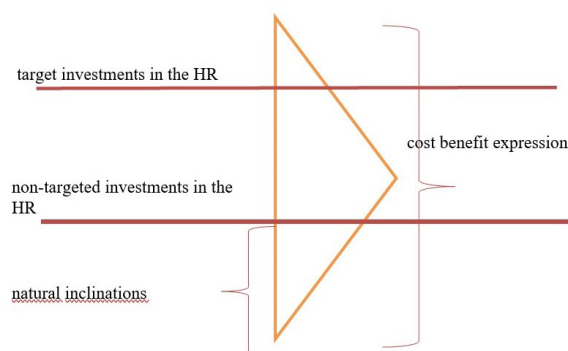 target investments in the HR
cost benefit expression
non-targeted investments in the
HR
natural inclinations